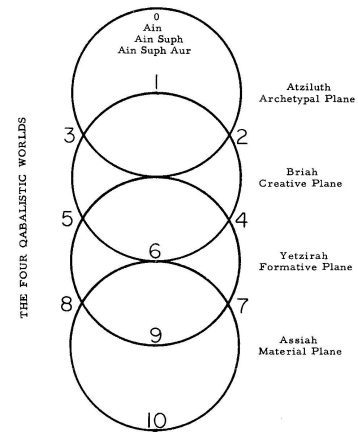 0
Ain
Ain Suph
Ain Suph Aur
1
Atziluth
Archetypal Plane
3
2
Briah
Creative Plane
5
4
6
Yetzirah
Formative Plane
8
7
9
Assiah
Material Plane
10
THE FOUR QABALISTIC WORLDS